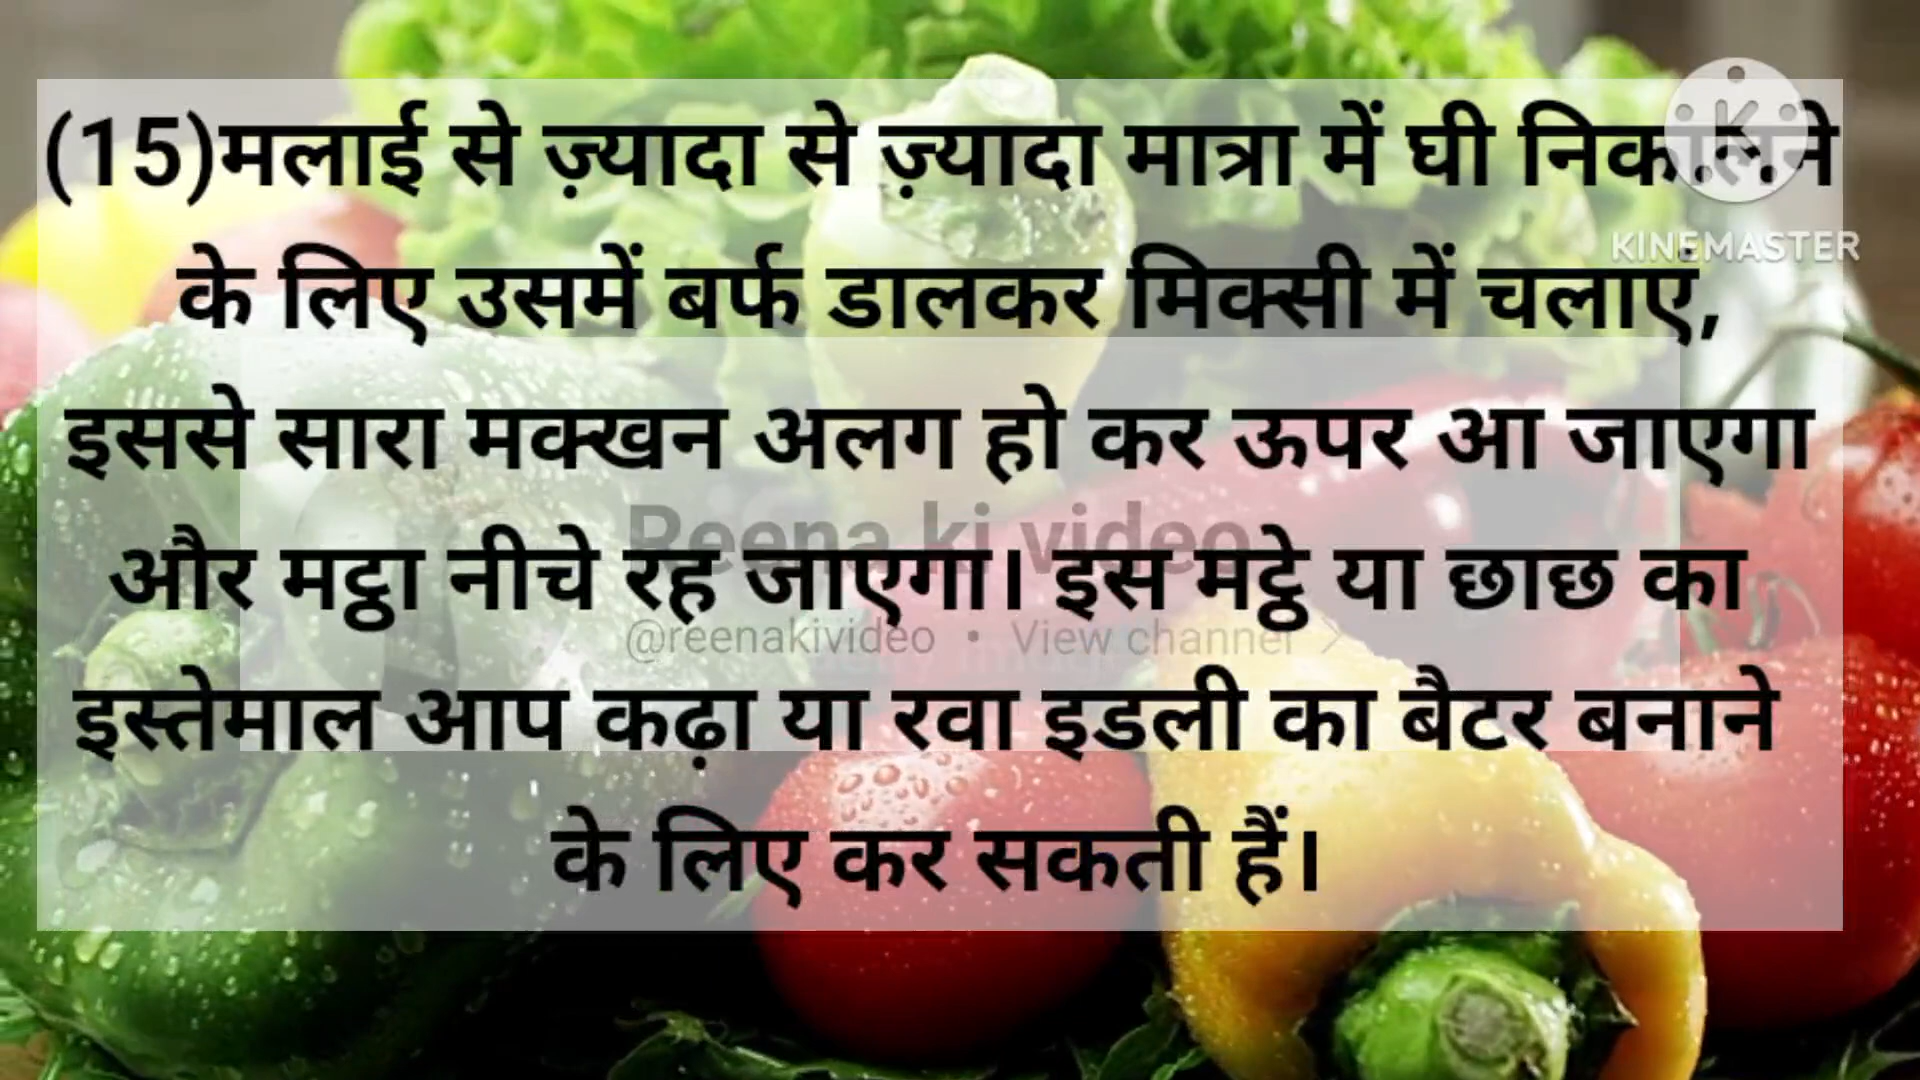 (15)मलाई से ज़्यादा से ज़्यादा मात्रा में घी निकालने
के लिए उसमें बर्फ डालकर मिक्सी में चलाएं,
इससे सारा मक्खन अलग हो कर ऊपर आ जाएगा
और मट्ठा नीचे रह जाएगा। इस मट्ठे या छाछ का
इस्तेमाल आप कढ़ा या रवा इडली का बैटर बनाने
के लिए कर सकती हैं।
K
KINEMASTER
Reena ki video
@reenakivideo • View channel >